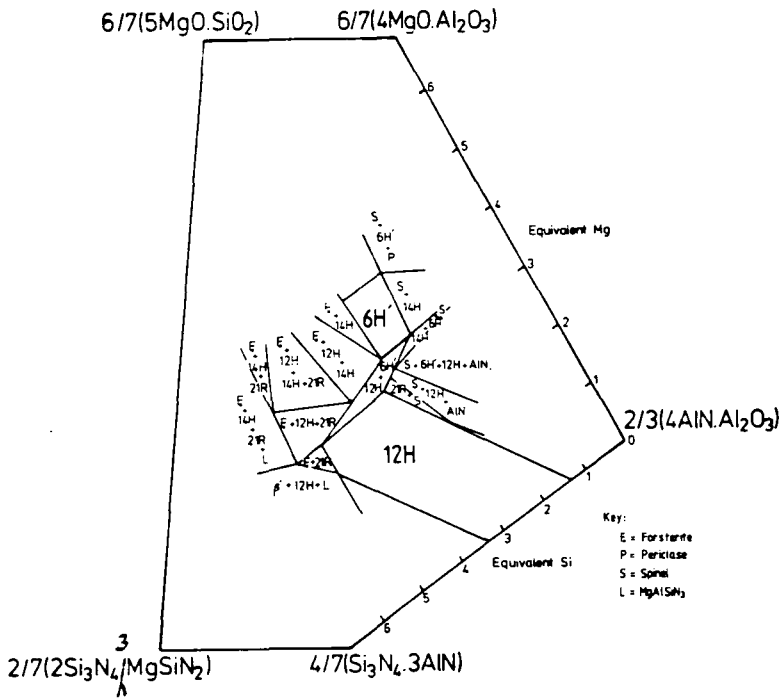 6/7(5MgO.SiO₂)
6/7(4MgO.Al₂O₃)
6
5
4
Equivalent Mg
3
2
1
S
+
6H′
+
P
S
+
14H
6H′
E
+
14H
14H
+
6H′
+
S
E
+
14H
+
21R
E
+
12H
+
14H+21R
E
+
12H
+
14H
6H′
+
12H
S+6H′+12H+AlN
21R
+
S
S
+
12H
+
AlN
2/3(4AlN.Al₂O₃)
0
E
+
14H
+
21R
+
L
E+12H+21R
E+21R
12H
β′+12H+L
1
2
3
4
5
6
Equivalent Si
Key:
E = Forsterite
P = Periclase
S = Spinel
L = MgAlSiN₃
3
2/7(2Si₃N₄/MgSiN₂)
4/7(Si₃N₄.3AlN)